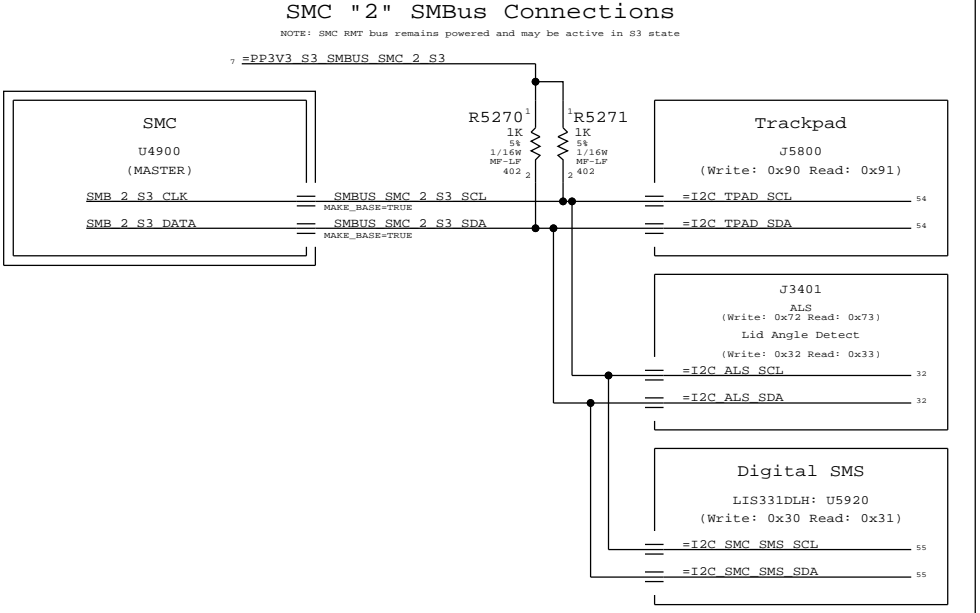 SMC "2" SMBus Connections
NOTE: SMC RMT bus remains powered and may be active in S3 state
7 =PP3V3_S3_SMBUS_SMC_2_S3
SMC
U4900
(MASTER)
SMB_2_S3_CLK
SMB_2_S3_DATA
SMBUS_SMC_2_S3_SCL
MAKE_BASE=TRUE
SMBUS_SMC_2_S3_SDA
MAKE_BASE=TRUE
R5270
1
1K
5%
1/16W
MF-LF
402
2
1
R5271
1K
5%
1/16W
MF-LF
402
2
Trackpad
J5800
(Write: 0x90 Read: 0x91)
=I2C_TPAD_SCL 54
=I2C_TPAD_SDA 54
J3401
ALS
(Write: 0x72 Read: 0x73)
Lid Angle Detect
(Write: 0x32 Read: 0x33)
=I2C_ALS_SCL 32
=I2C_ALS_SDA 32
Digital SMS
LIS331DLH: U5920
(Write: 0x30 Read: 0x31)
=I2C_SMC_SMS_SCL 55
=I2C_SMC_SMS_SDA 55